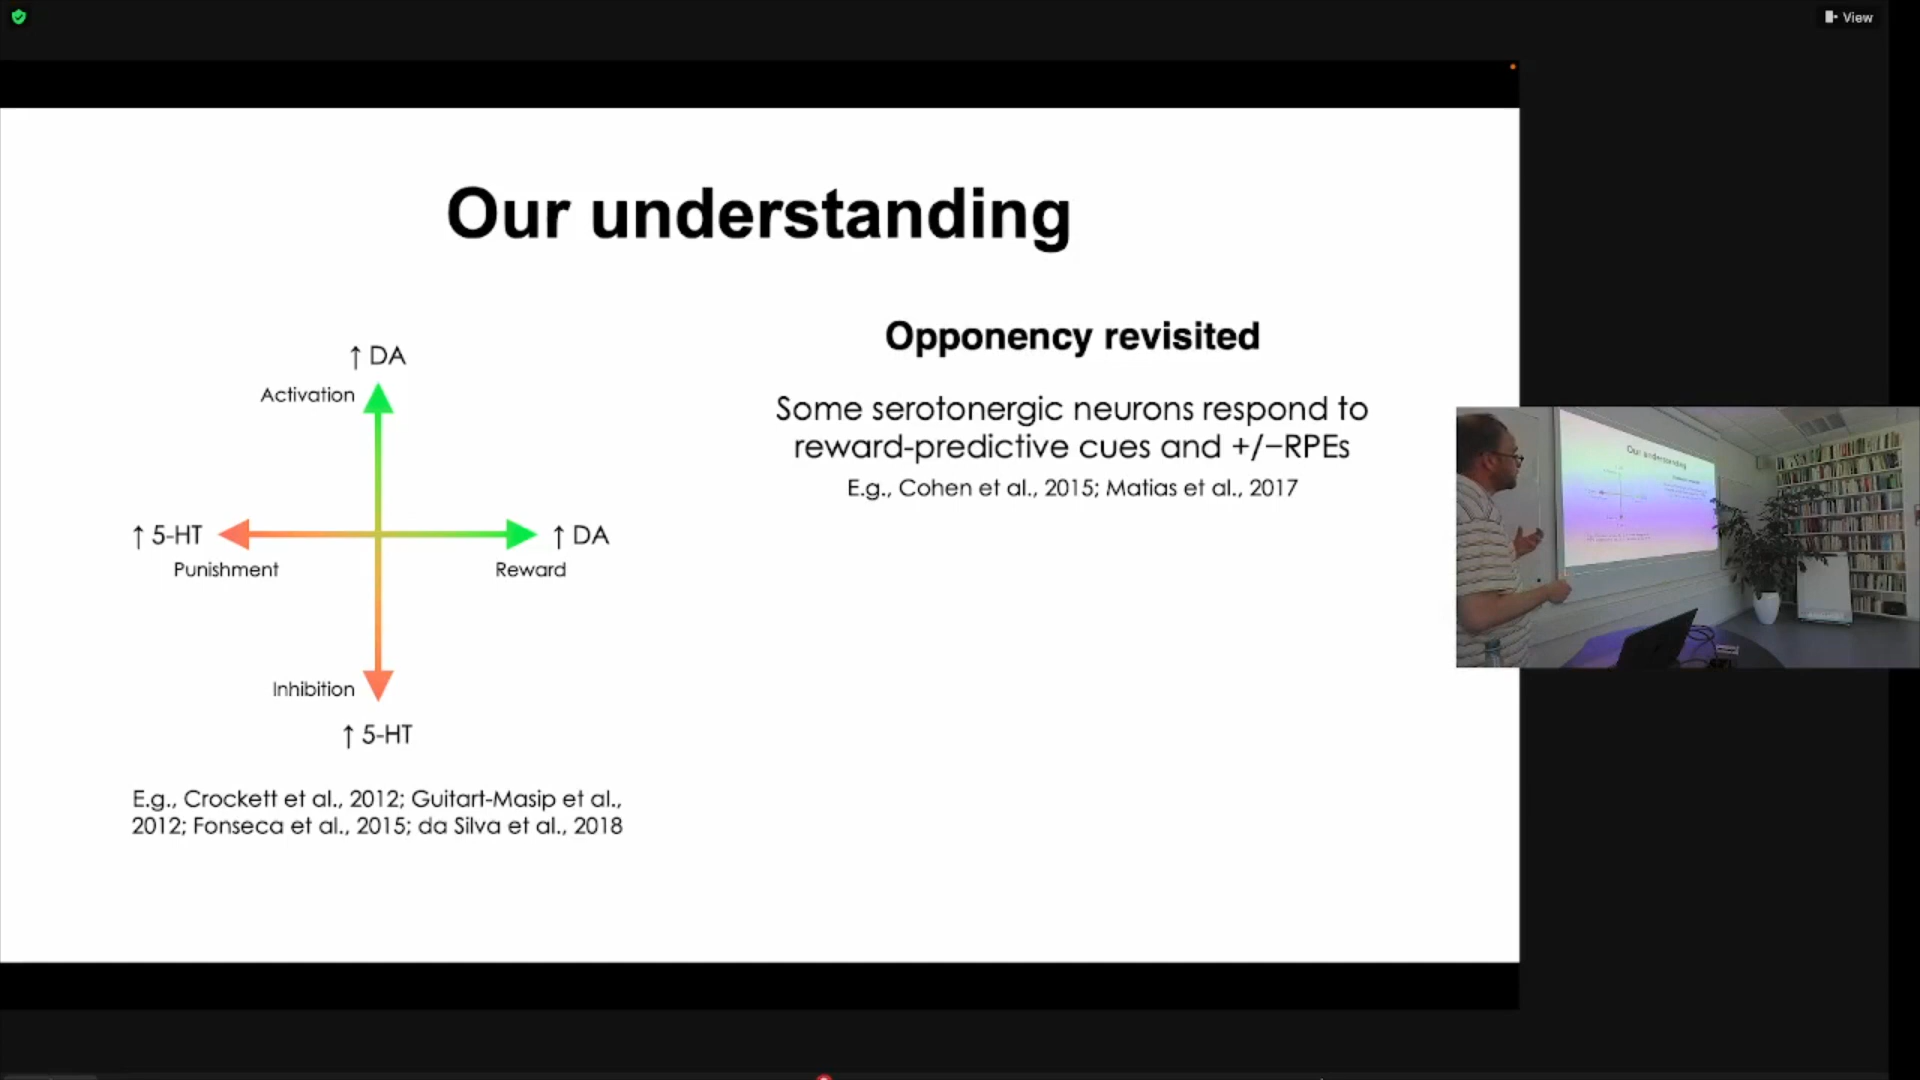 View
Our understanding
Opponency revisited
Some serotonergic neurons respond to
reward-predictive cues and +/−RPEs
E.g., Cohen et al., 2015; Matias et al., 2017
↑ DA
Activation
↑ 5-HT
↑ DA
Punishment
Reward
Inhibition
↑ 5-HT
E.g., Crockett et al., 2012; Guitart-Masip et al.,
2012; Fonseca et al., 2015; da Silva et al., 2018
Our understanding